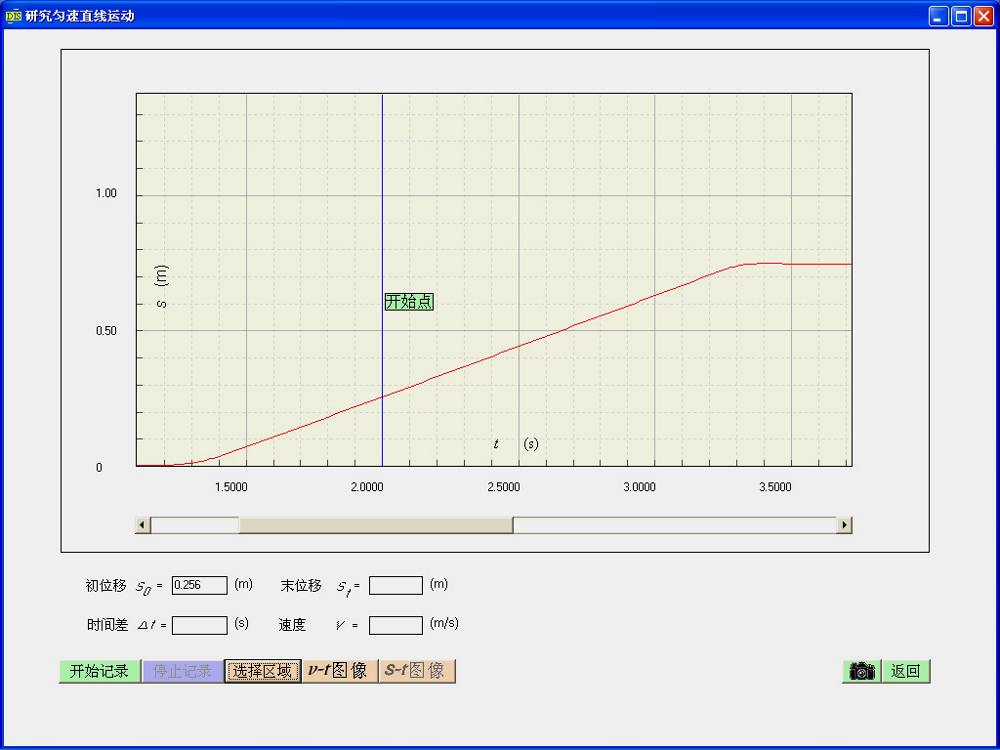 DIS 研究匀速直线运动
1.00
s (m)
开始点
0.50
t (s)
0
1.5000 2.0000 2.5000 3.0000 3.5000
初位移 S0 = 0.256 (m) 末位移 St = (m)
时间差 Δt = (s) 速度 v = (m/s)
开始记录 停止记录 选择区域 v-t图像 S-t图像 返回